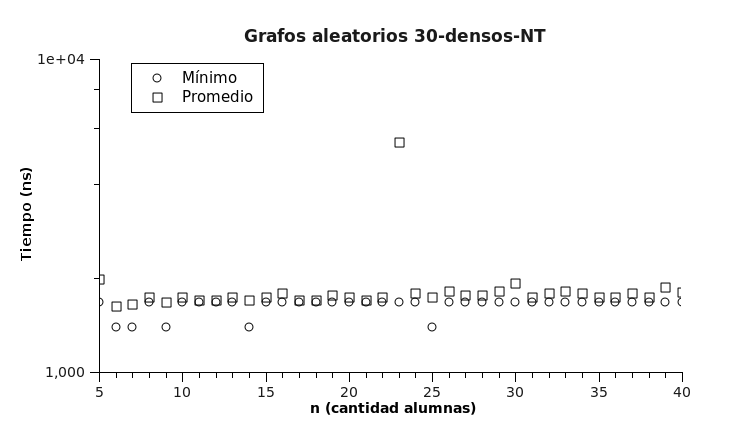 Grafos aleatorios 30-densos-NT
1e+04
Mínimo
Promedio
Tiempo (ns)
1,000
5 10 15 20 25 30 35 40
n (cantidad alumnas)